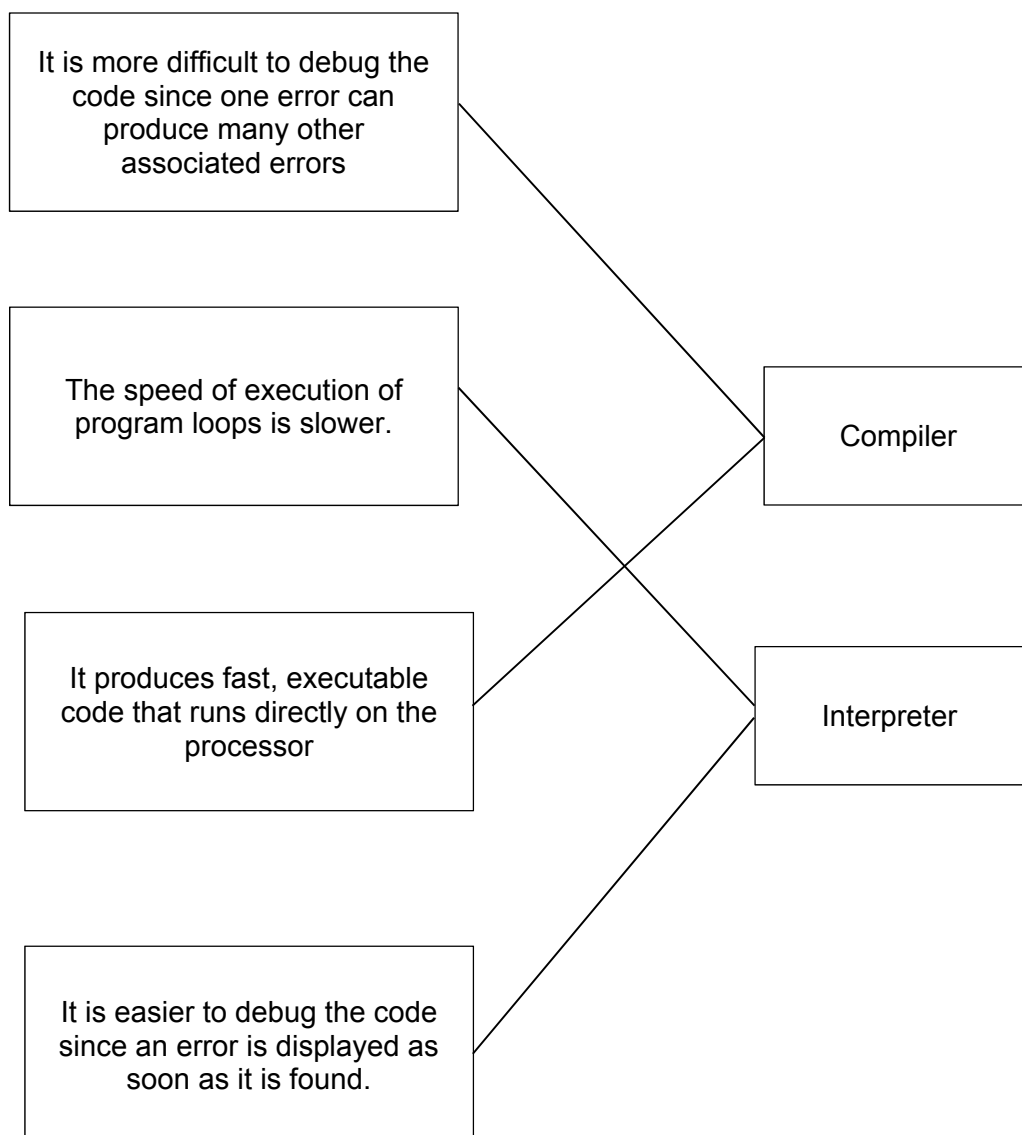 It is more difficult to debug the
code since one error can
produce many other
associated errors
The speed of execution of
program loops is slower.
Compiler
It produces fast, executable
code that runs directly on the
processor
Interpreter
It is easier to debug the code
since an error is displayed as
soon as it is found.